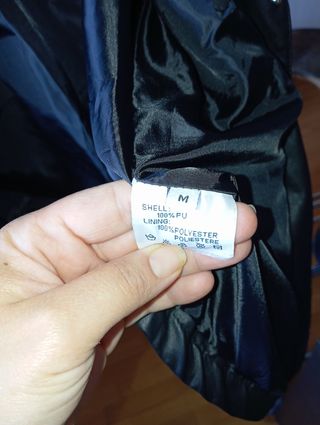 M
SHELL:
100%PU
LINING:
100%POLYESTER
POLIESTERE